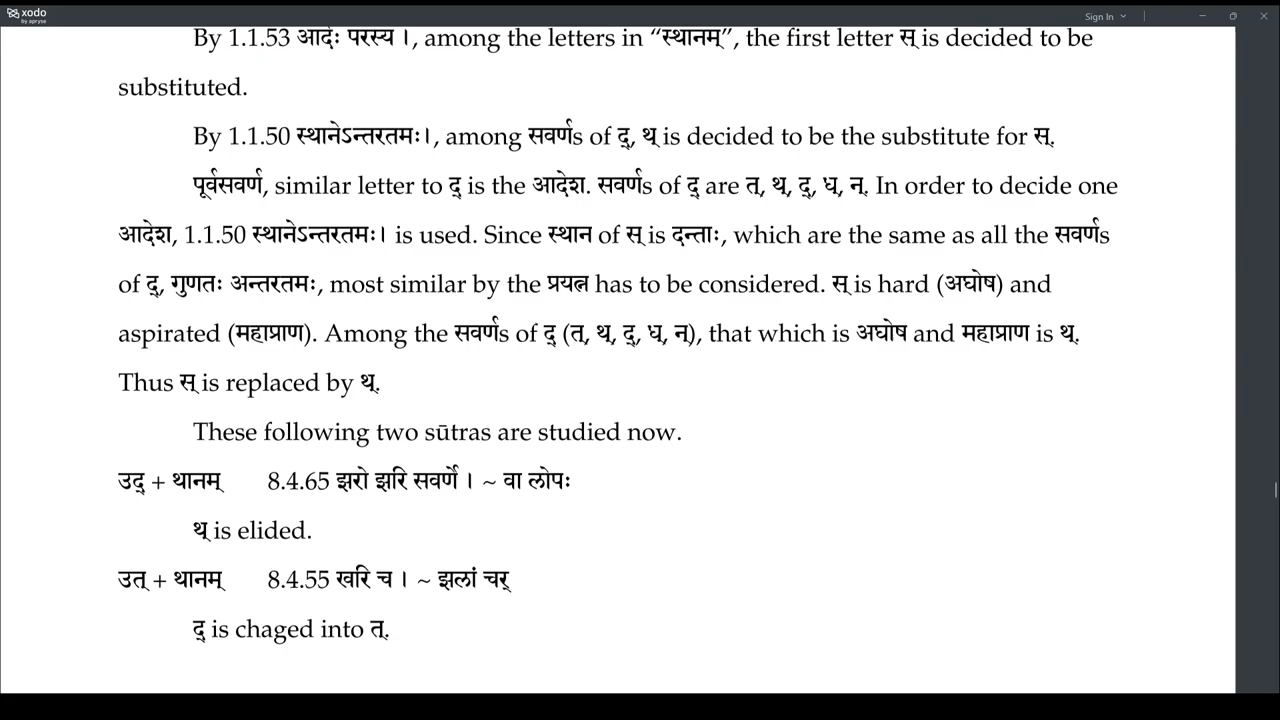 xodo
by apryse
Sign In
By 1.1.53 आदेः परस्य ।, among the letters in “स्थानम्”, the first letter स् is decided to be
substituted.
By 1.1.50 स्थानेऽन्तरतमः।, among सवर्णs of द्, थ् is decided to be the substitute for स्.
पूर्वसवर्ण, similar letter to द् is the आदेश. सवर्णs of द् are त्, थ्, द्, ध्, न्. In order to decide one
आदेश, 1.1.50 स्थानेऽन्तरतमः। is used. Since स्थान of स् is दन्ताः, which are the same as all the सवर्णs
of द्, गुणतः अन्तरतमः, most similar by the प्रयत्न has to be considered. स् is hard (अघोष) and
aspirated (महाप्राण). Among the सवर्णs of द् (त्, थ्, द्, ध्, न्), that which is अघोष and महाप्राण is थ्.
Thus स् is replaced by थ्.
These following two sūtras are studied now.
उद् + थानम् 8.4.65 झरो झरि सवर्णे । ~ वा लोपः
थ् is elided.
उत् + थानम् 8.4.55 खरि च । ~ झलां चर्
द् is chaged into त्.